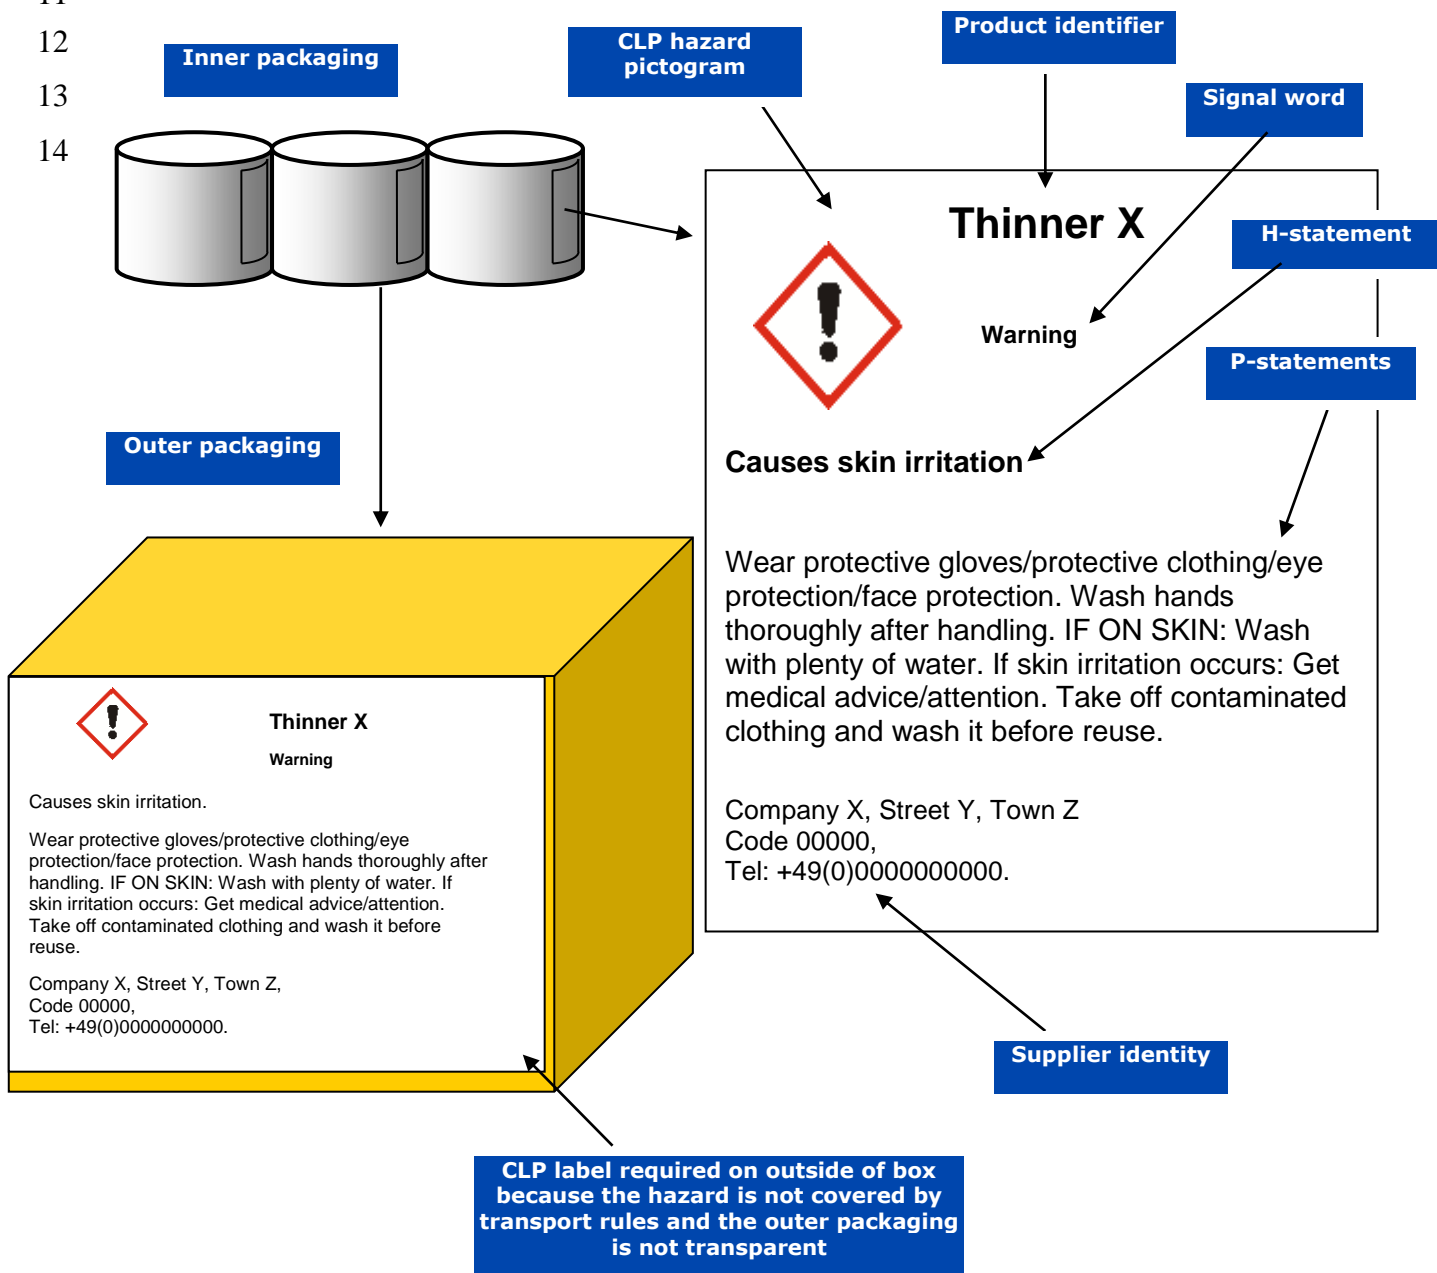 11
12
13
14
Inner packaging
CLP hazard
pictogram
Product identifier
Signal word
H-statement
P-statements
Thinner X
Warning
Causes skin irritation
Wear protective gloves/protective clothing/eye
protection/face protection. Wash hands
thoroughly after handling. IF ON SKIN: Wash
with plenty of water. If skin irritation occurs: Get
medical advice/attention. Take off contaminated
clothing and wash it before reuse.
Company X, Street Y, Town Z
Code 00000,
Tel: +49(0)0000000000.
Supplier identity
Outer packaging
Thinner X
Warning
Causes skin irritation.
Wear protective gloves/protective clothing/eye
protection/face protection. Wash hands thoroughly after
handling. IF ON SKIN: Wash with plenty of water. If
skin irritation occurs: Get medical advice/attention.
Take off contaminated clothing and wash it before
reuse.
Company X, Street Y, Town Z,
Code 00000,
Tel: +49(0)0000000000.
CLP label required on outside of box
because the hazard is not covered by
transport rules and the outer packaging
is not transparent